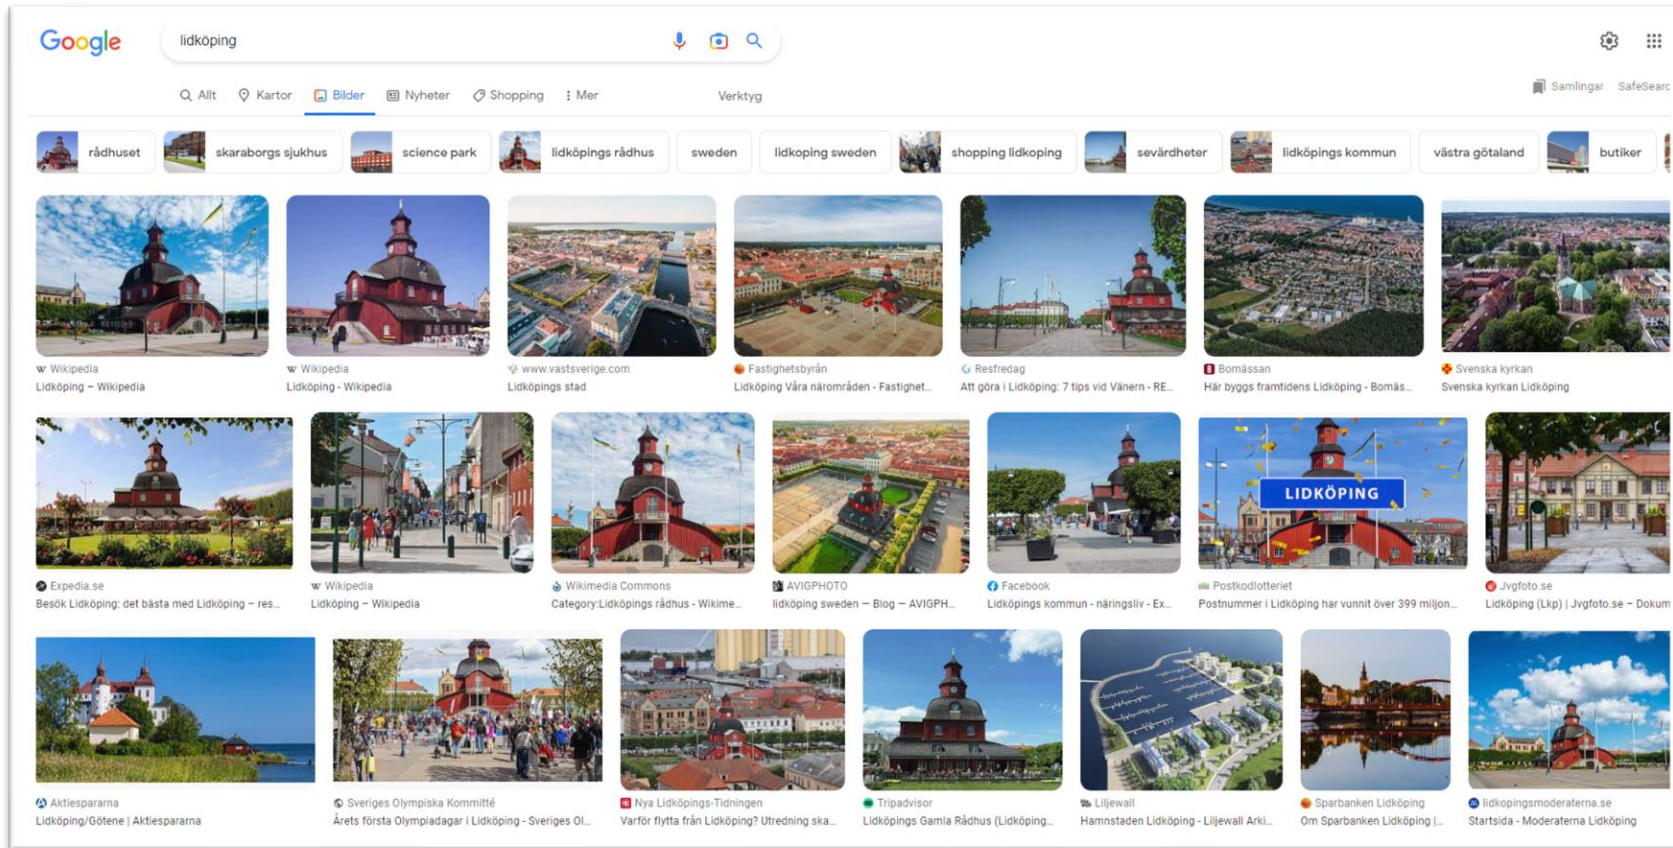 Google
lidköping
Allt Kartor Bilder Nyheter Shopping Mer Verktyg
Samlingar SafeSearc
rådhuset skaraborgs sjukhus science park lidköpings rådhus sweden lidkoping sweden shopping lidkoping sevärdheter lidköpings kommun västra götaland butiker
Wikipedia Wikipedia www.vastsverige.com Fastighetsbyrån Resfredag Bomässan Svenska kyrkan
Lidköping – Wikipedia Lidköping - Wikipedia Lidköpings stad Lidköping Våra närområden - Fastighet... Att göra i Lidköping: 7 tips vid Vänern - RE... Här byggs framtidens Lidköping - Bomäs... Svenska kyrkan Lidköping
LIDKÖPING
Expedia.se Wikipedia Wikimedia Commons AVIGPHOTO Facebook Postkodlotteriet Jvgfoto.se
Besök Lidköping: det bästa med Lidköping – res... Lidköping – Wikipedia Category:Lidköpings rådhus - Wikime... lidköping sweden — Blog — AVIGPH... Lidköpings kommun - näringsliv - Ex... Postnummer i Lidköping har vunnit över 399 miljon... Lidköping (Lkp) | Jvgfoto.se – Dokum
Aktiespararna Sveriges Olympiska Kommitté Nya Lidköpings-Tidningen Tripadvisor Liljewall Sparbanken Lidköping lidkopingsmoderaterna.se
Lidköping/Götene | Aktiespararna Årets första Olympiadagar i Lidköping - Sveriges Ol... Varför flytta från Lidköping? Utredning ska... Lidköpings Gamla Rådhus (Lidköping... Hamnstaden Lidköping - Liljewall Arki... Om Sparbanken Lidköping |... Startsida - Moderaterna Lidköping